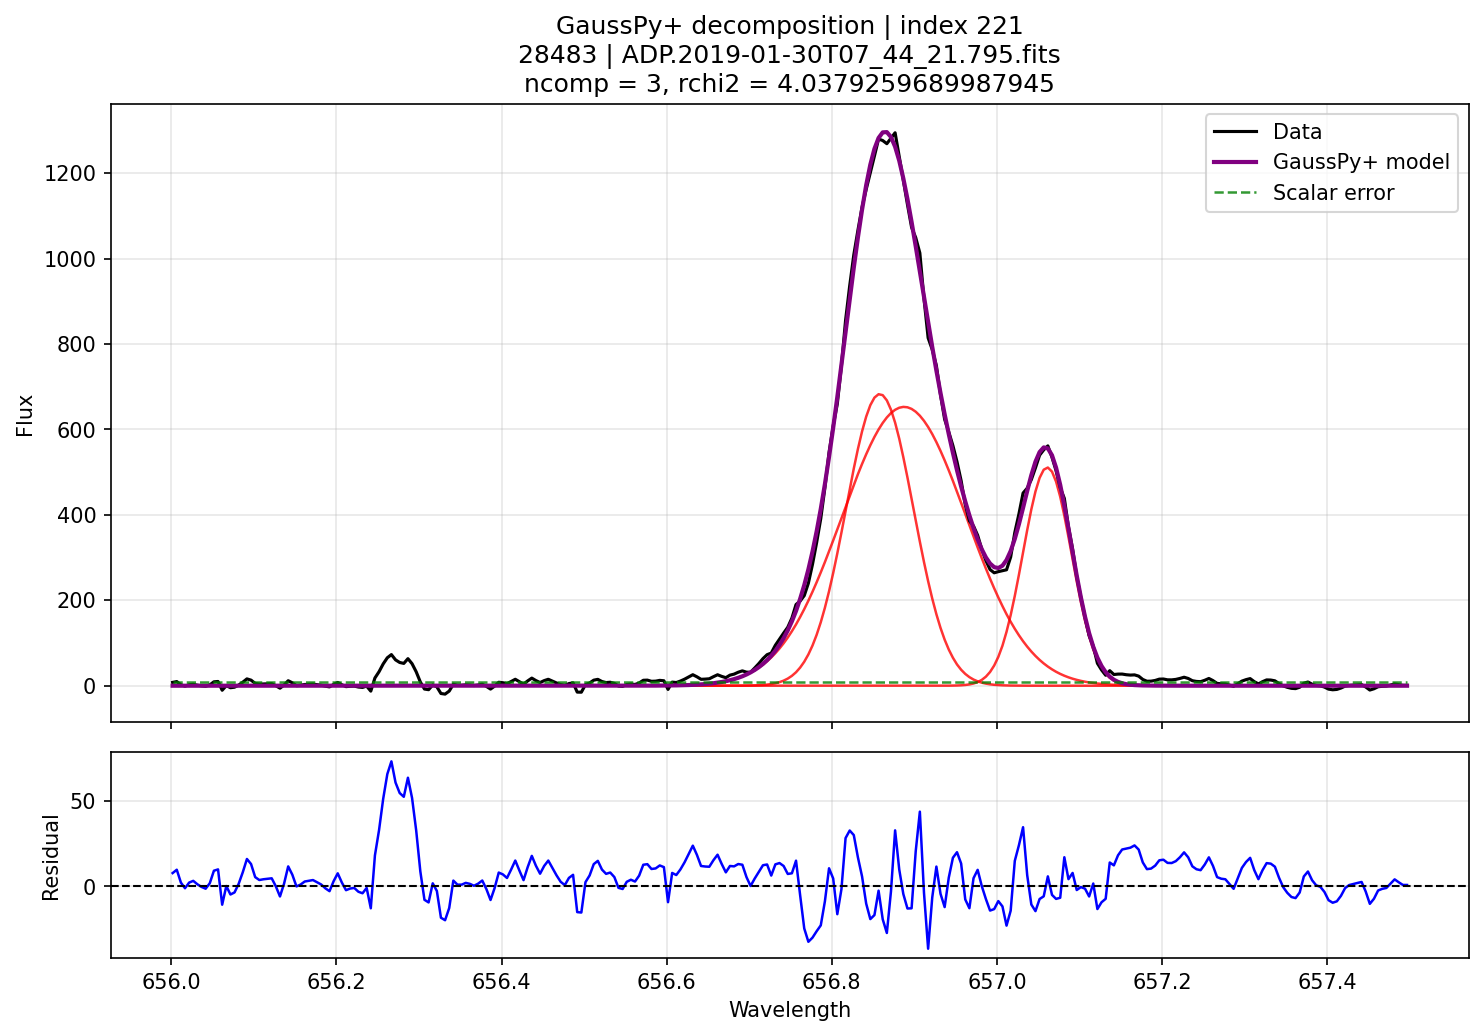 GaussPy+ decomposition | index 221
28483 | ADP.2019-01-30T07_44_21.795.fits
ncomp = 3, rchi2 = 4.0379259689987945
Data
GaussPy+ model
Scalar error
Flux
1200
1000
800
600
400
200
0
Residual
50
0
656.0 656.2 656.4 656.6 656.8 657.0 657.2 657.4
Wavelength